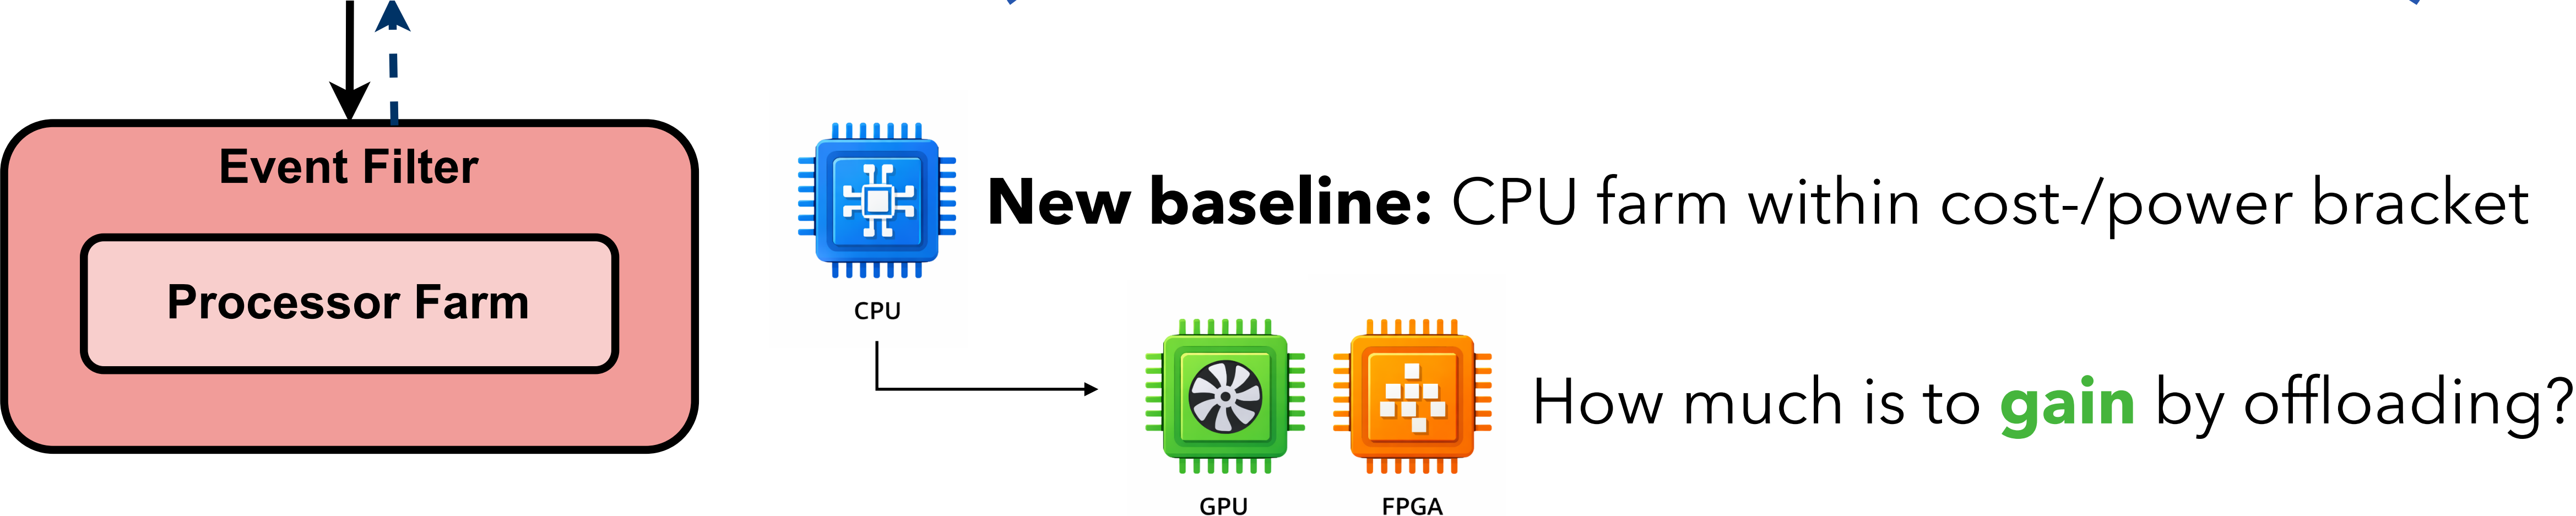 Event Filter
Processor Farm
CPU
New baseline: CPU farm within cost-/power bracket
GPU
FPGA
How much is to gain by offloading?